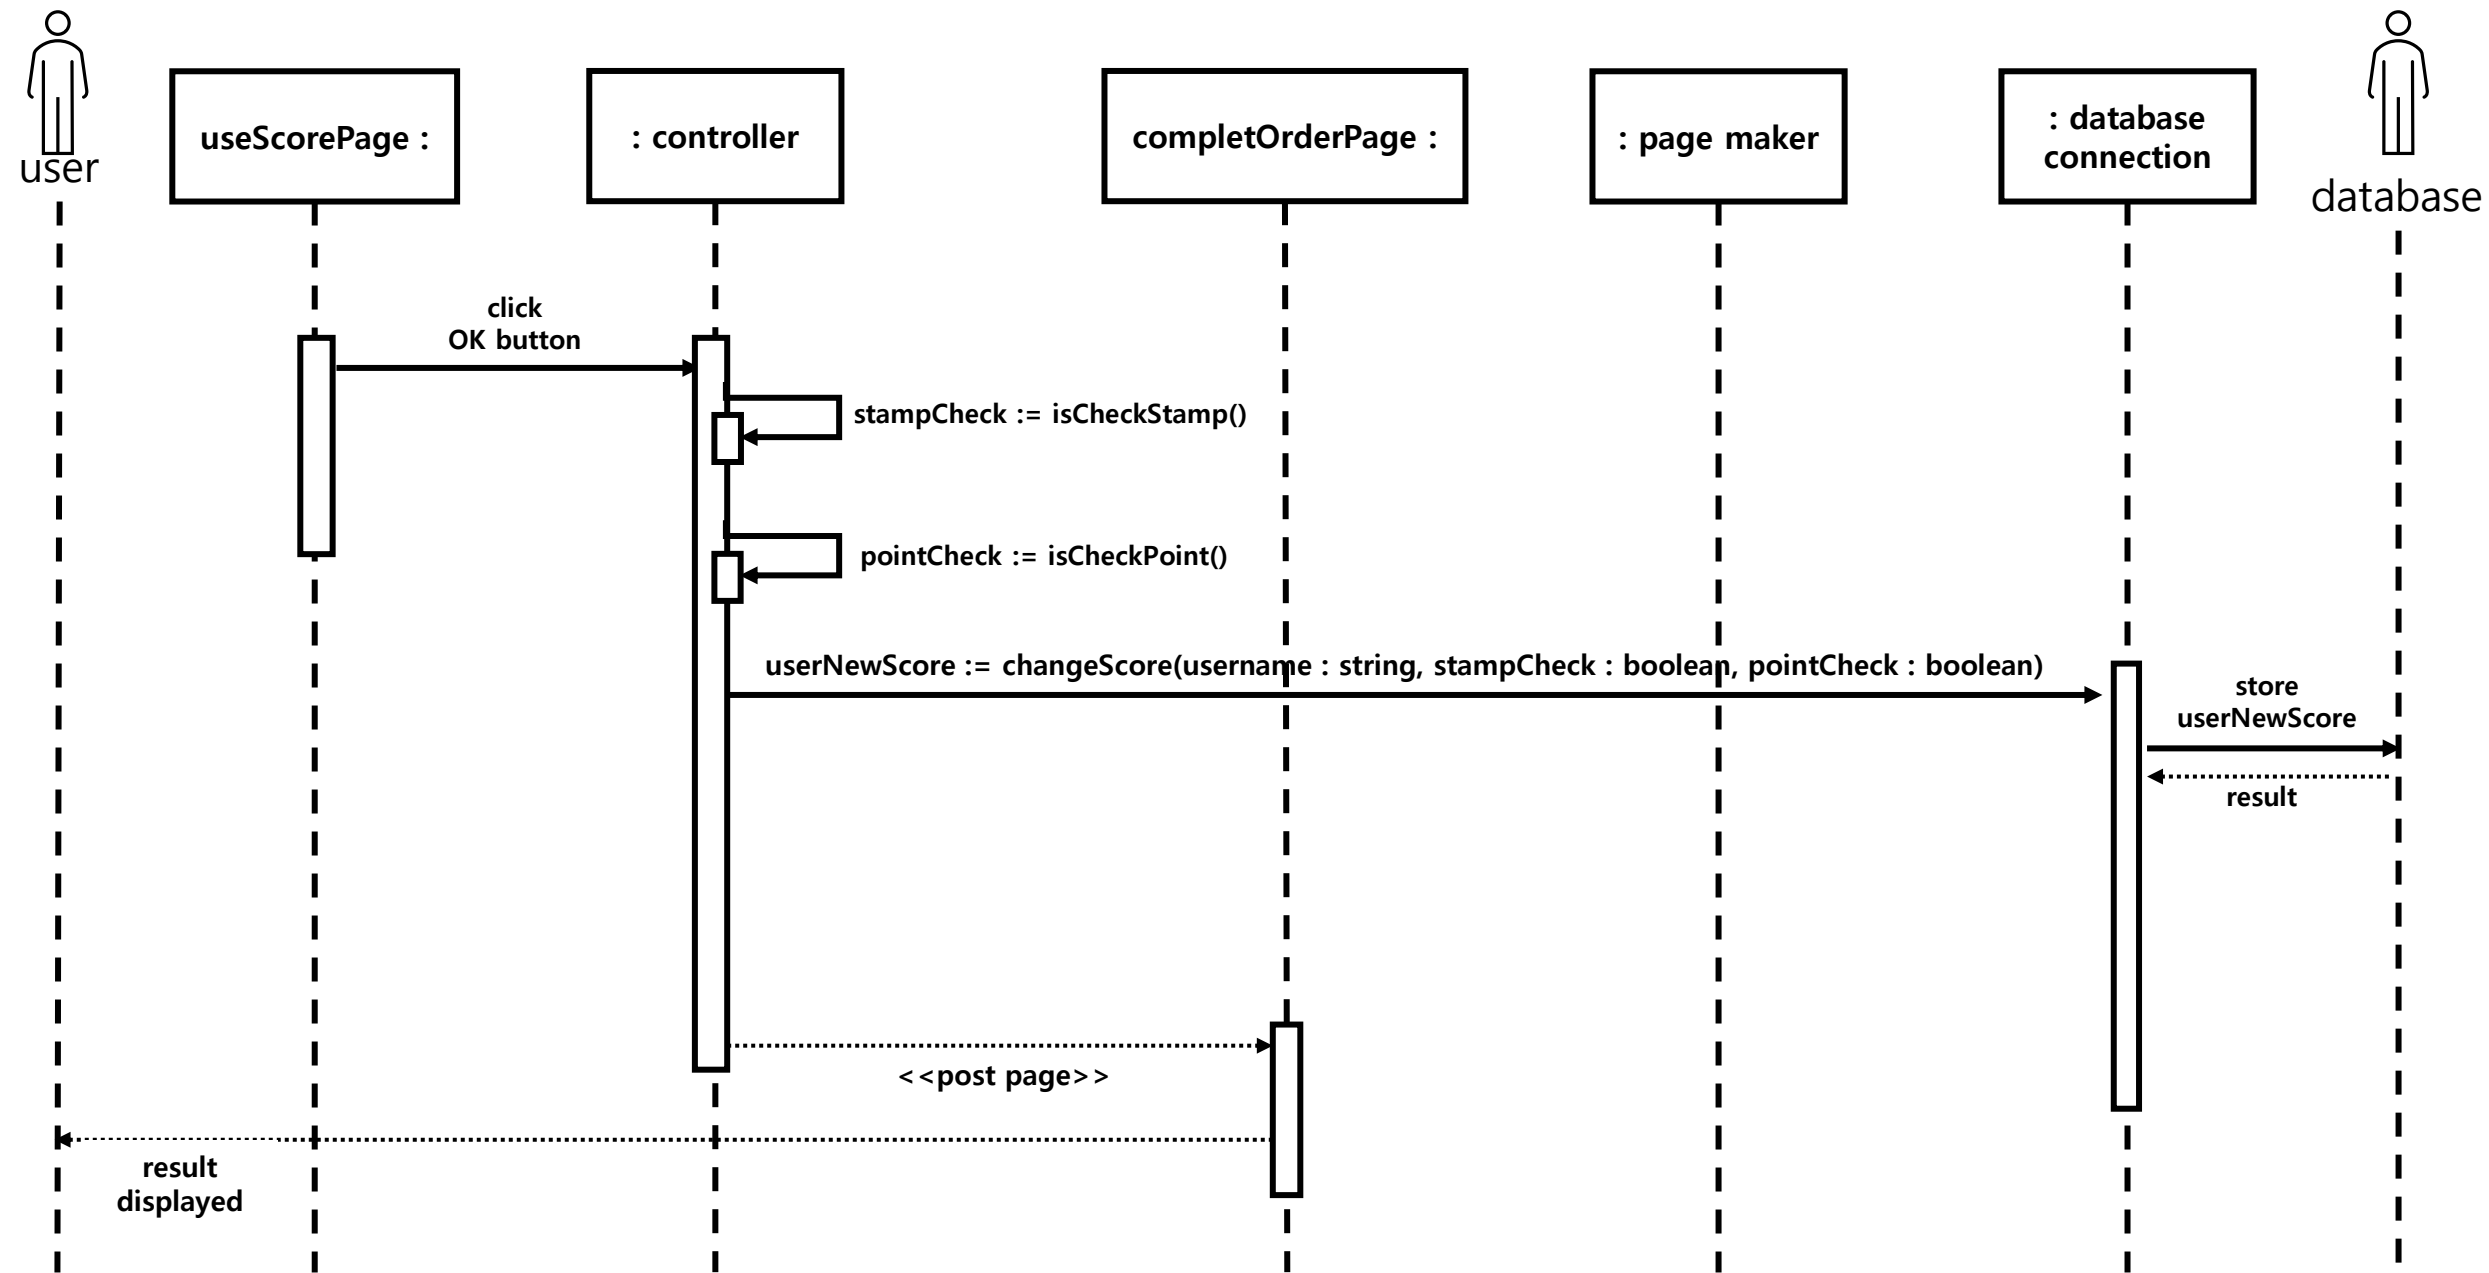 user
useScorePage :
: controller
completOrderPage :
: page maker
: database
connection
database
click
OK button
stampCheck := isCheckStamp()
pointCheck := isCheckPoint()
userNewScore := changeScore(username : string, stampCheck : boolean, pointCheck : boolean)
store
userNewScore
result
<<post page>>
result
displayed